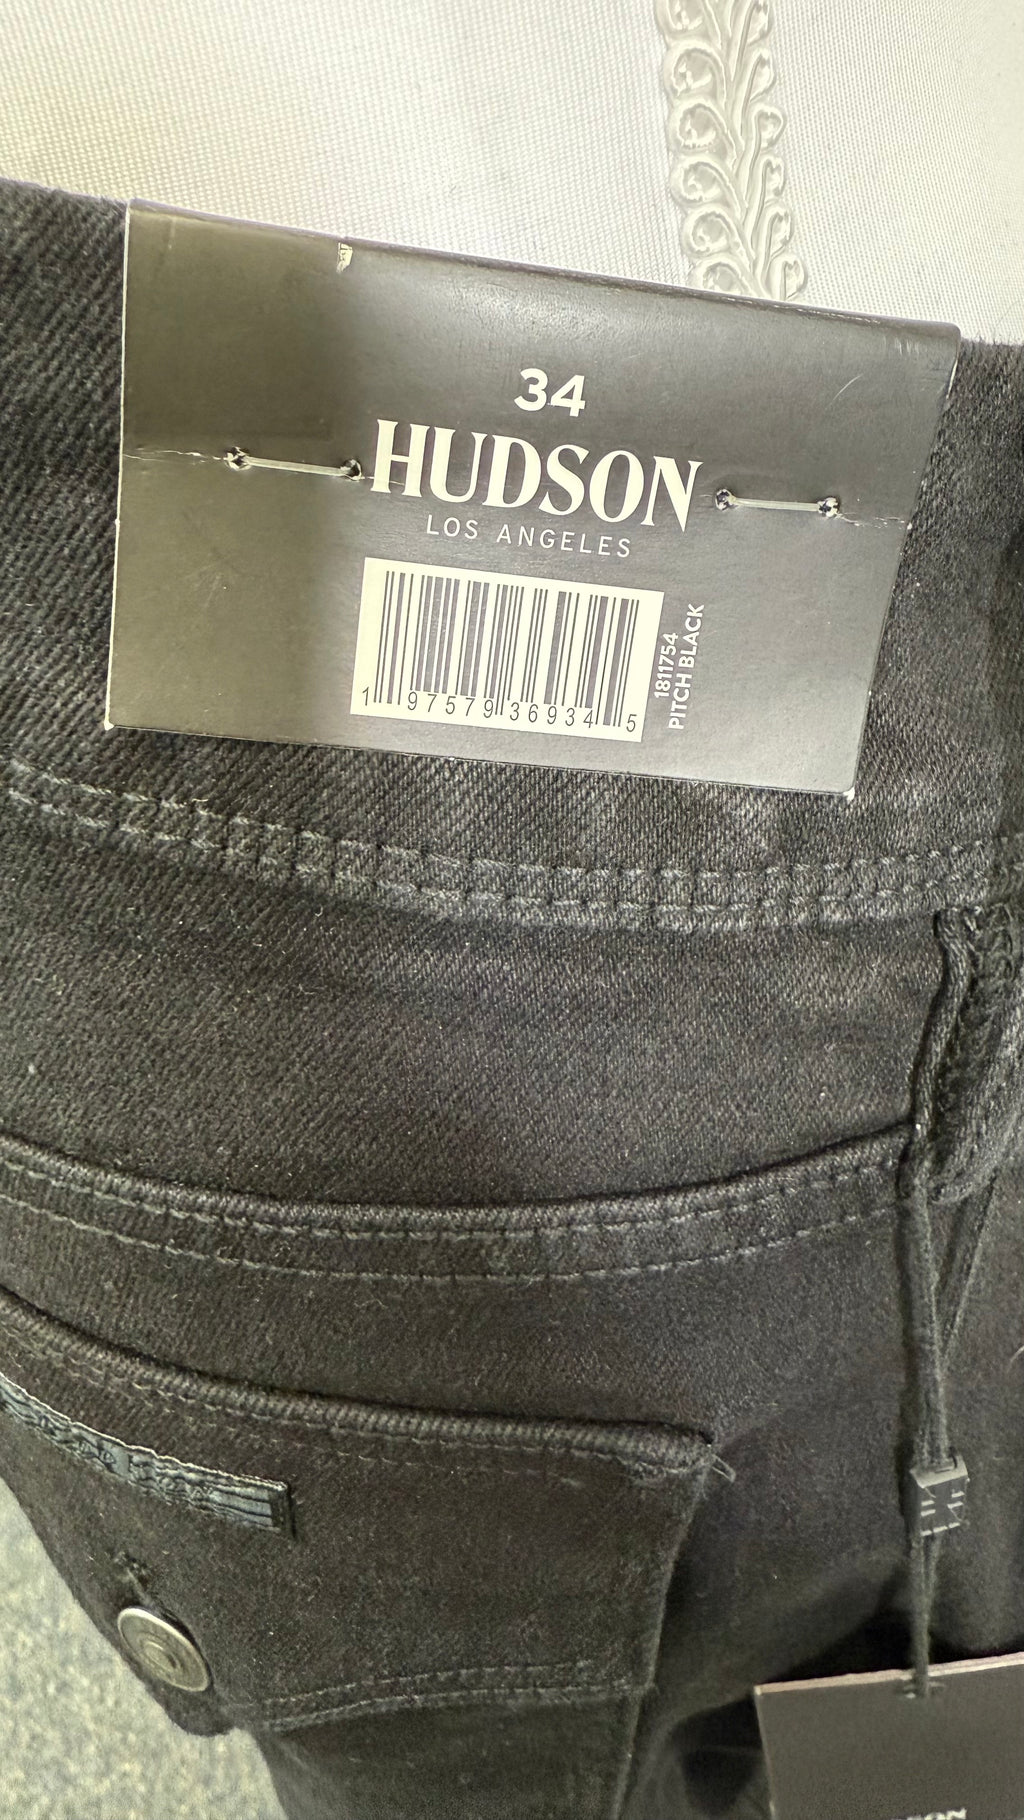 34
HUDSON
LOS ANGELES
1 97579 36934 5
1811754
PITCH BLACK